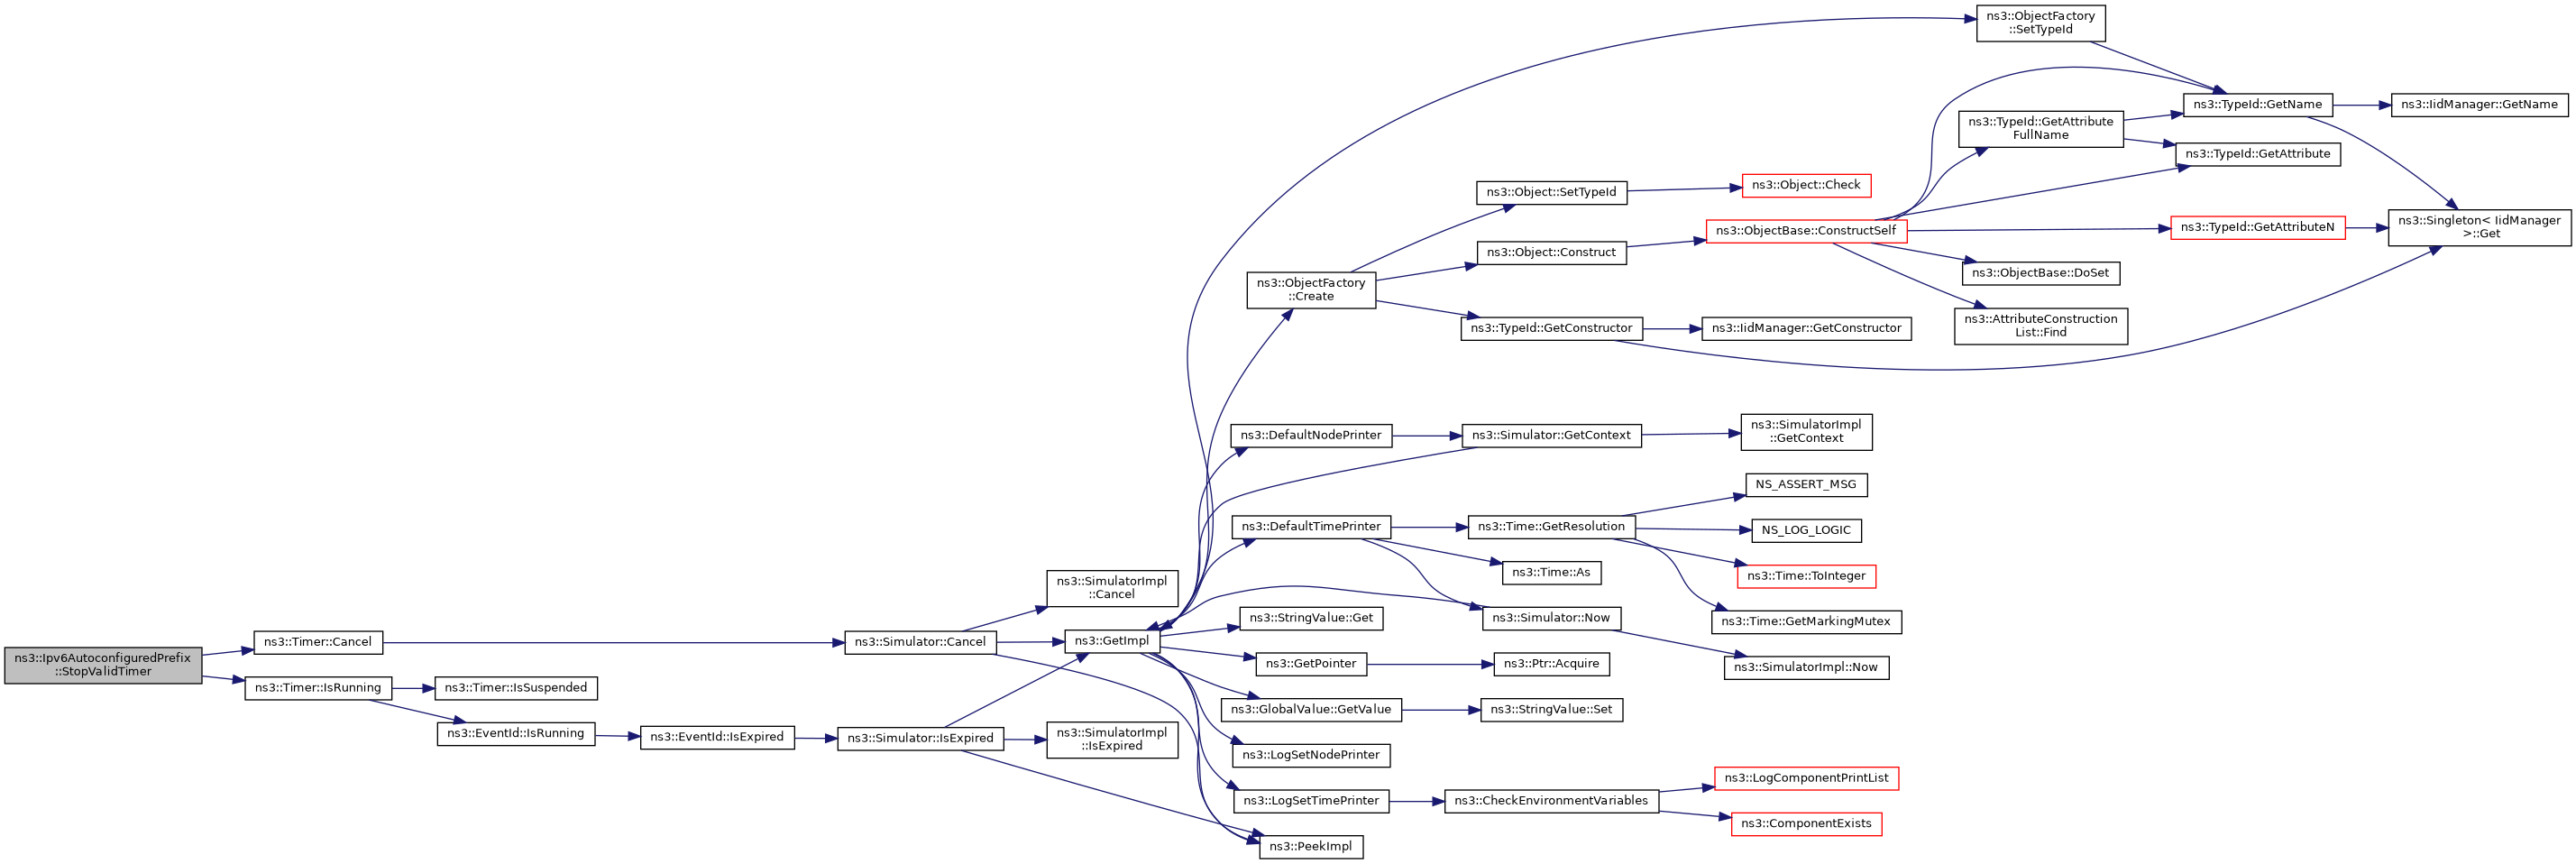 ns3::ObjectFactory
::SetTypeId
ns3::TypeId::GetName
ns3::IidManager::GetName
ns3::TypeId::GetAttribute
FullName
ns3::TypeId::GetAttribute
ns3::Object::SetTypeId
ns3::Object::Check
ns3::Singleton< IidManager
>::Get
ns3::ObjectBase::ConstructSelf
ns3::TypeId::GetAttributeN
ns3::Object::Construct
ns3::ObjectBase::DoSet
ns3::ObjectFactory
::Create
ns3::TypeId::GetConstructor
ns3::IidManager::GetConstructor
ns3::AttributeConstruction
List::Find
ns3::DefaultNodePrinter
ns3::Simulator::GetContext
ns3::SimulatorImpl
::GetContext
NS_ASSERT_MSG
ns3::DefaultTimePrinter
ns3::Time::GetResolution
NS_LOG_LOGIC
ns3::Time::As
ns3::Time::ToInteger
ns3::SimulatorImpl
::Cancel
ns3::StringValue::Get
ns3::Simulator::Now
ns3::Time::GetMarkingMutex
ns3::Timer::Cancel
ns3::Simulator::Cancel
ns3::GetImpl
ns3::Ipv6AutoconfiguredPrefix
::StopValidTimer
ns3::GetPointer
ns3::Ptr::Acquire
ns3::SimulatorImpl::Now
ns3::Timer::IsRunning
ns3::Timer::IsSuspended
ns3::GlobalValue::GetValue
ns3::StringValue::Set
ns3::EventId::IsRunning
ns3::EventId::IsExpired
ns3::Simulator::IsExpired
ns3::SimulatorImpl
::IsExpired
ns3::LogSetNodePrinter
ns3::LogComponentPrintList
ns3::LogSetTimePrinter
ns3::CheckEnvironmentVariables
ns3::ComponentExists
ns3::PeekImpl